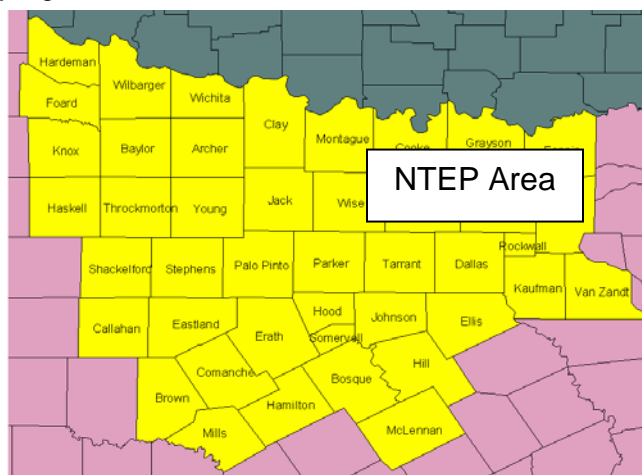 Hardeman
Wilbarger
Wichita
Foard
Clay
Montague
Cooke
Grayson
Knox
Baylor
Archer
NTEP Area
Haskell
Throckmorton
Young
Jack
Wise
Rockwall
Shackelford
Stephens
Palo Pinto
Parker
Tarrant
Dallas
Kaufman
Van Zandt
Callahan
Eastland
Erath
Hood
Johnson
Ellis
Somervell
Comanche
Bosque
Hill
Brown
Hamilton
Mills
McLennan